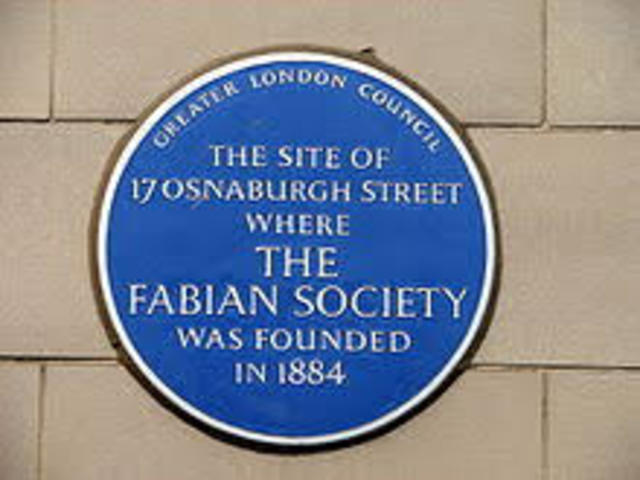 GREATER LONDON COUNCIL
THE SITE OF
17 OSNABURGH STREET
WHERE
THE
FABIAN SOCIETY
WAS FOUNDED
IN 1884